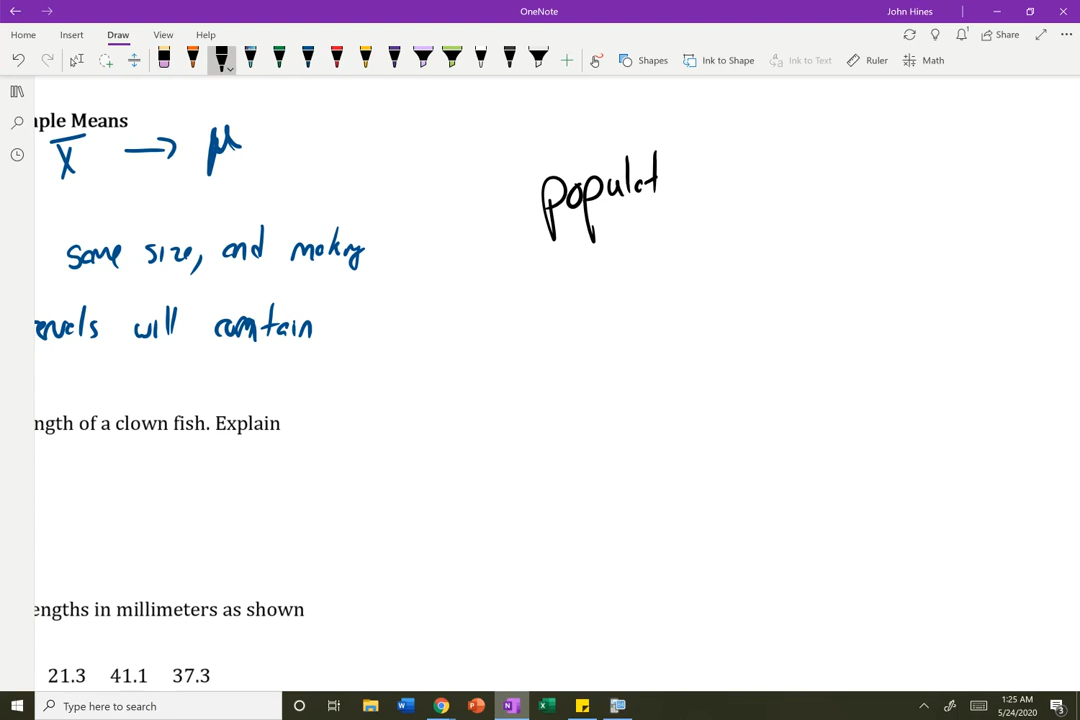 OneNote
John Hines
Home Insert Draw View Help
Share
Shapes
Ink to Shape
Ink to Text
Ruler
Math
aple Means
X̄ → μ
populat
same size, and making
ervals will contain
ngth of a clown fish. Explain
engths in millimeters as shown
21.3 41.1 37.3
Type here to search
1:25 AM
5/24/2020
3